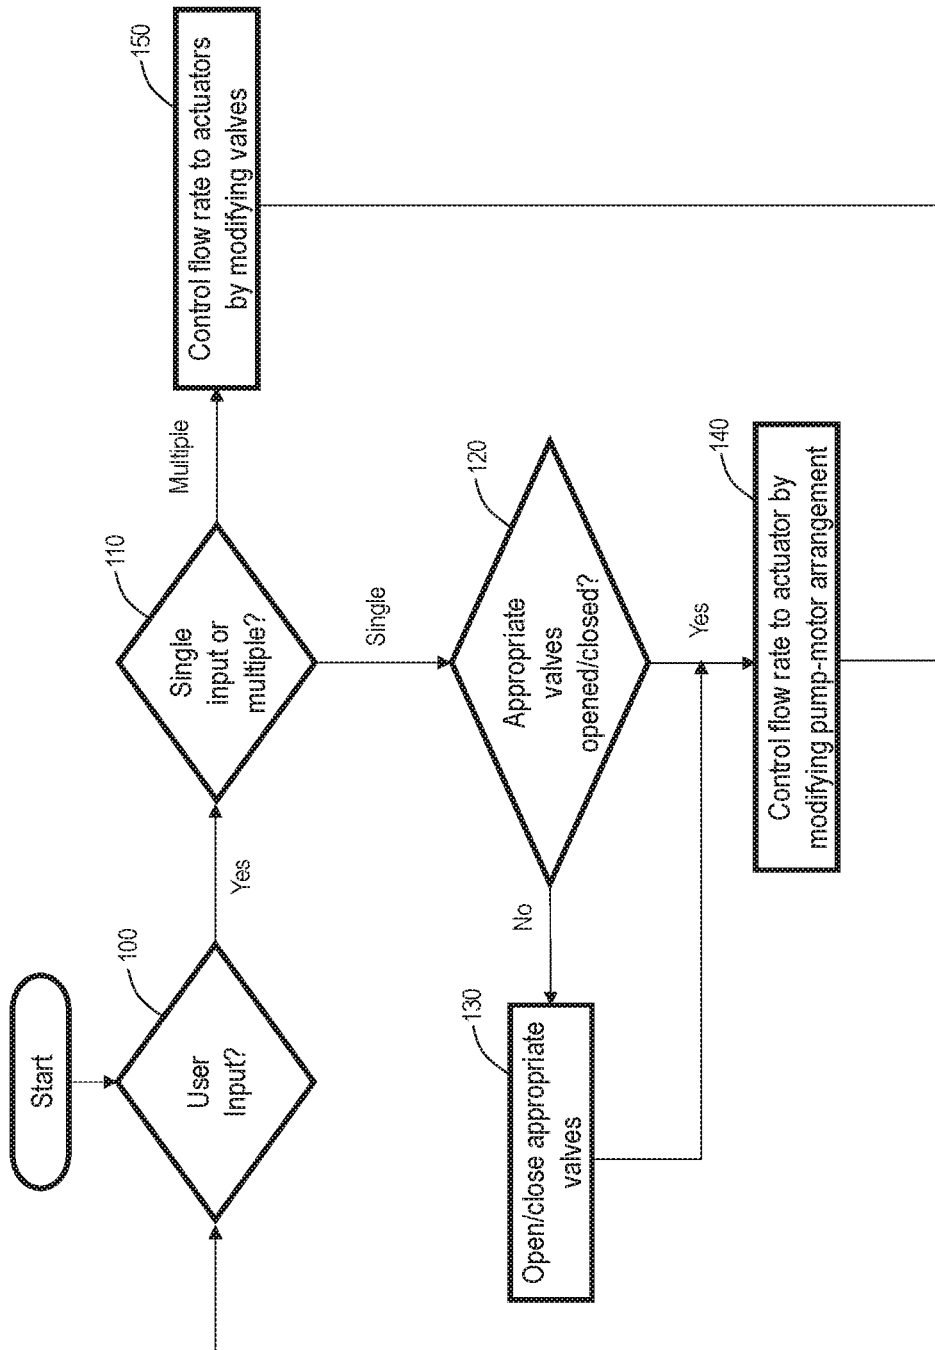 Start
100
User
Input?
Yes
110
Single
input or
multiple?
Multiple
150
Control flow rate to actuators
by modifying valves
Single
120
Appropriate
valves
opened/closed?
No
130
Open/close appropriate
valves
Yes
140
Control flow rate to actuator by
modifying pump-motor arrangement